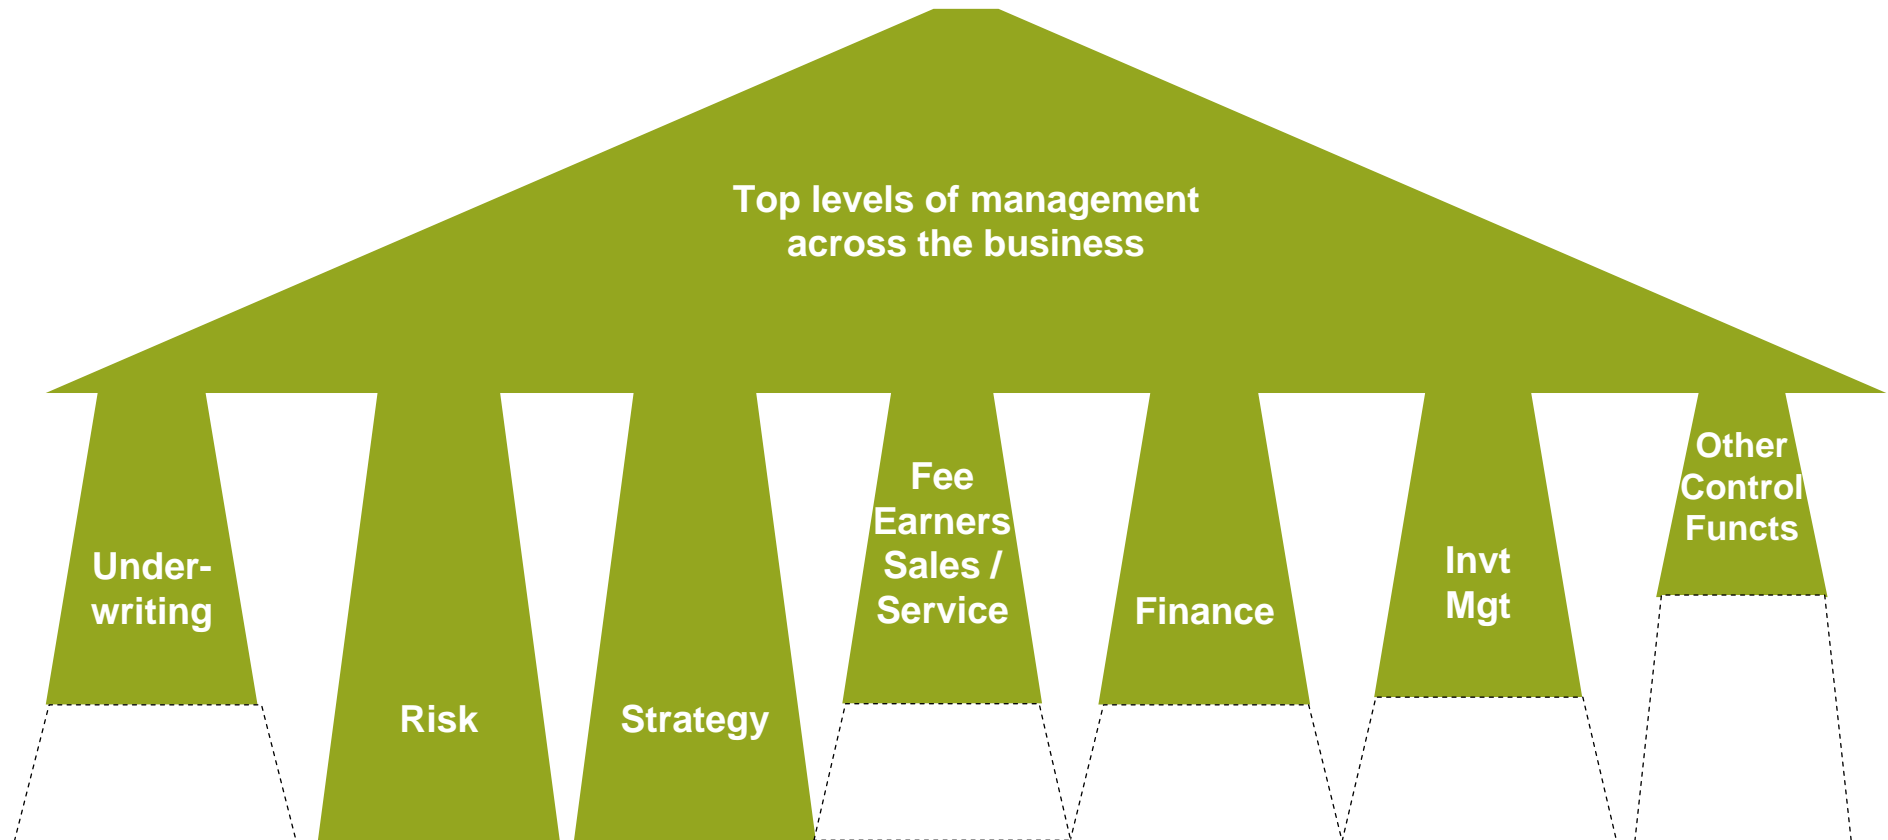 Top levels of management
across the business
Under-
writing
Risk
Strategy
Fee
Earners
Sales /
Service
Finance
Invt
Mgt
Other
Control
Functs